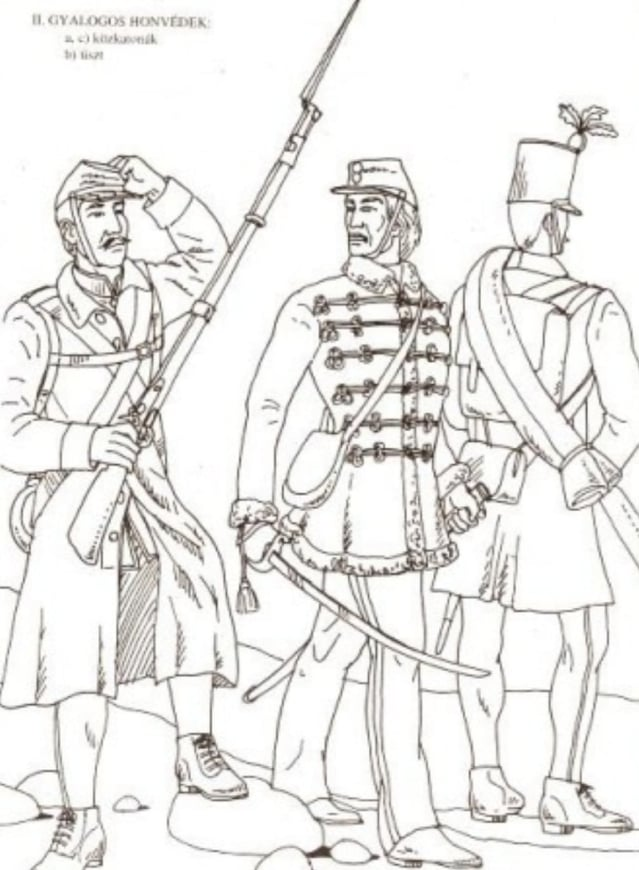 II. GYALOGOS HONVÉDEK:
a, c) közkatonák
b) tiszt